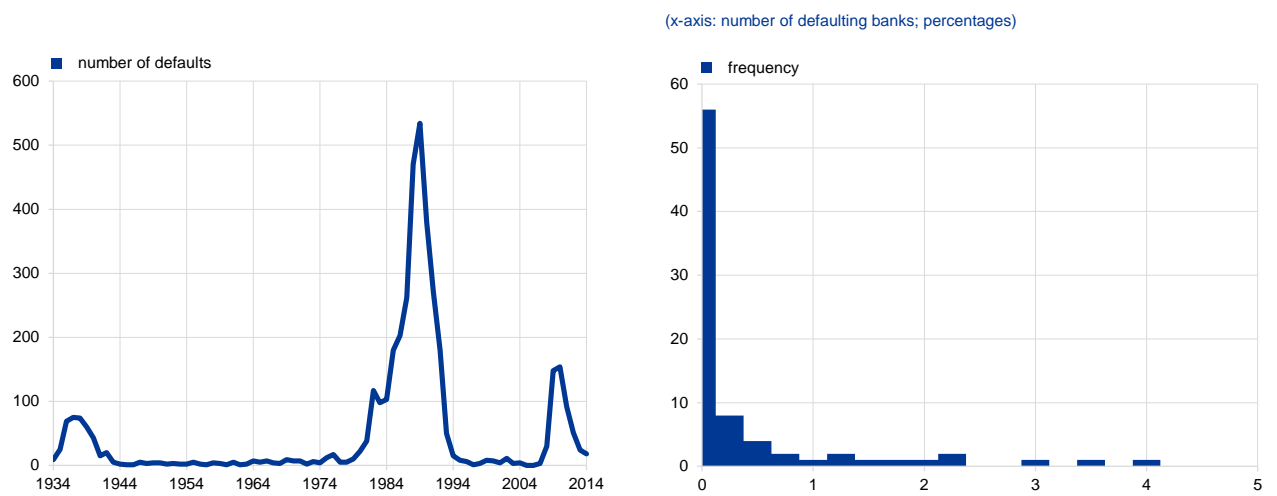 (x-axis: number of defaulting banks; percentages)
number of defaults
600
500
400
300
200
100
0
1934 1944 1954 1964 1974 1984 1994 2004 2014
frequency
60
50
40
30
20
10
0
0 1 2 3 4 5